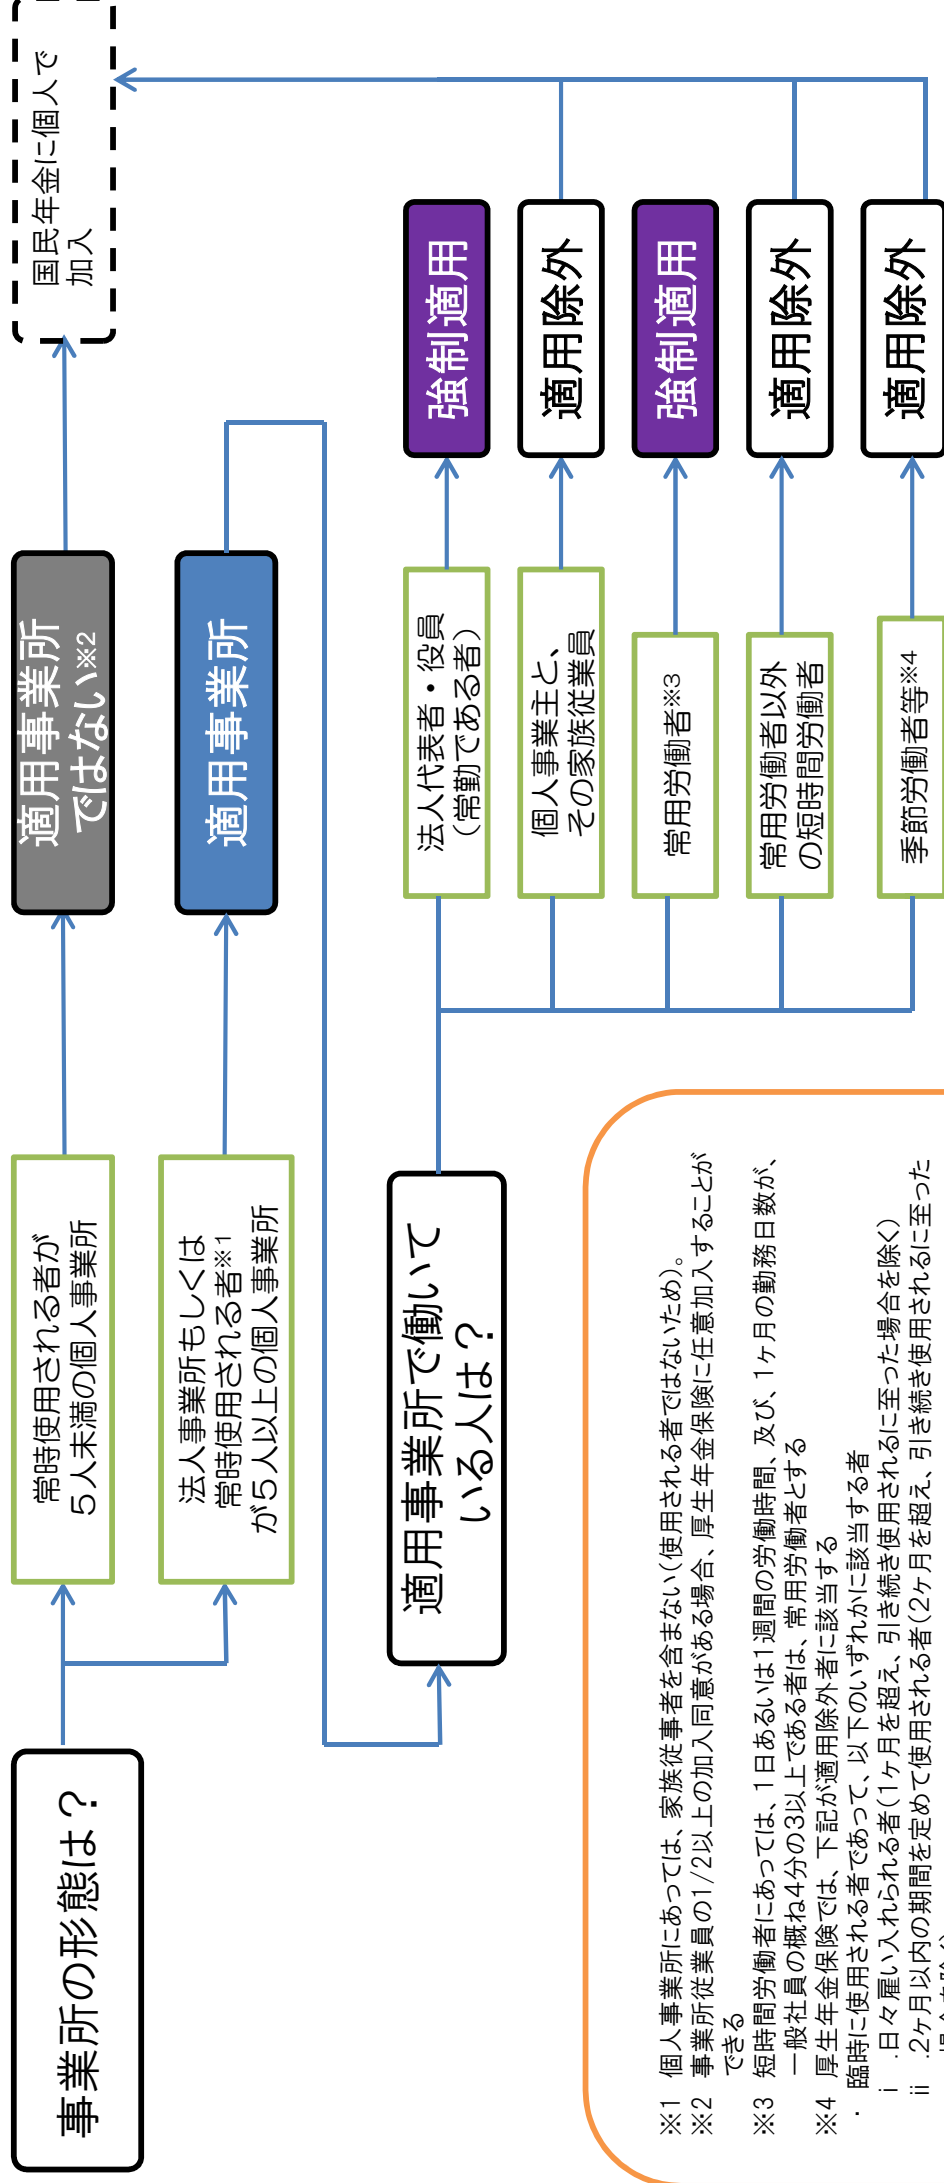 事業所の形態は？
常時使用される者が
５人未満の個人事業所
適用事業所
ではない※2
国民年金に個人で
加入
法人事業所もしくは
常時使用される者※1
が５人以上の個人事業所
適用事業所
適用事業所で働いて
いる人は？
法人代表者・役員
（常勤である者）
強制適用
個人事業主と、
その家族従業員
適用除外
常用労働者※3
強制適用
常用労働者以外
の短時間労働者
適用除外
季節労働者等※4
適用除外
※1 個人事業所にあっては、家族従事者を含まない（使用される者ではないため）。
※2 事業所従業員の1/2以上の加入同意がある場合、厚生年金保険に任意加入することが
できる
※3 短時間労働者にあっては、1日あるいは1週間の労働時間、及び、1ヶ月の勤務日数が、
一般社員の概ね4分の3以上である者は、常用労働者とする
※4 厚生年金保険では、下記が適用除外者に該当する
・ 臨時に使用される者であって、以下のいずれかに該当する者
ⅰ .日々雇い入れられる者（1ヶ月を超え、引き続き使用されるに至った場合を除く）
ⅱ .2ヶ月以内の期間を定めて使用される者（2ヶ月を超え、引き続き使用されるに至った